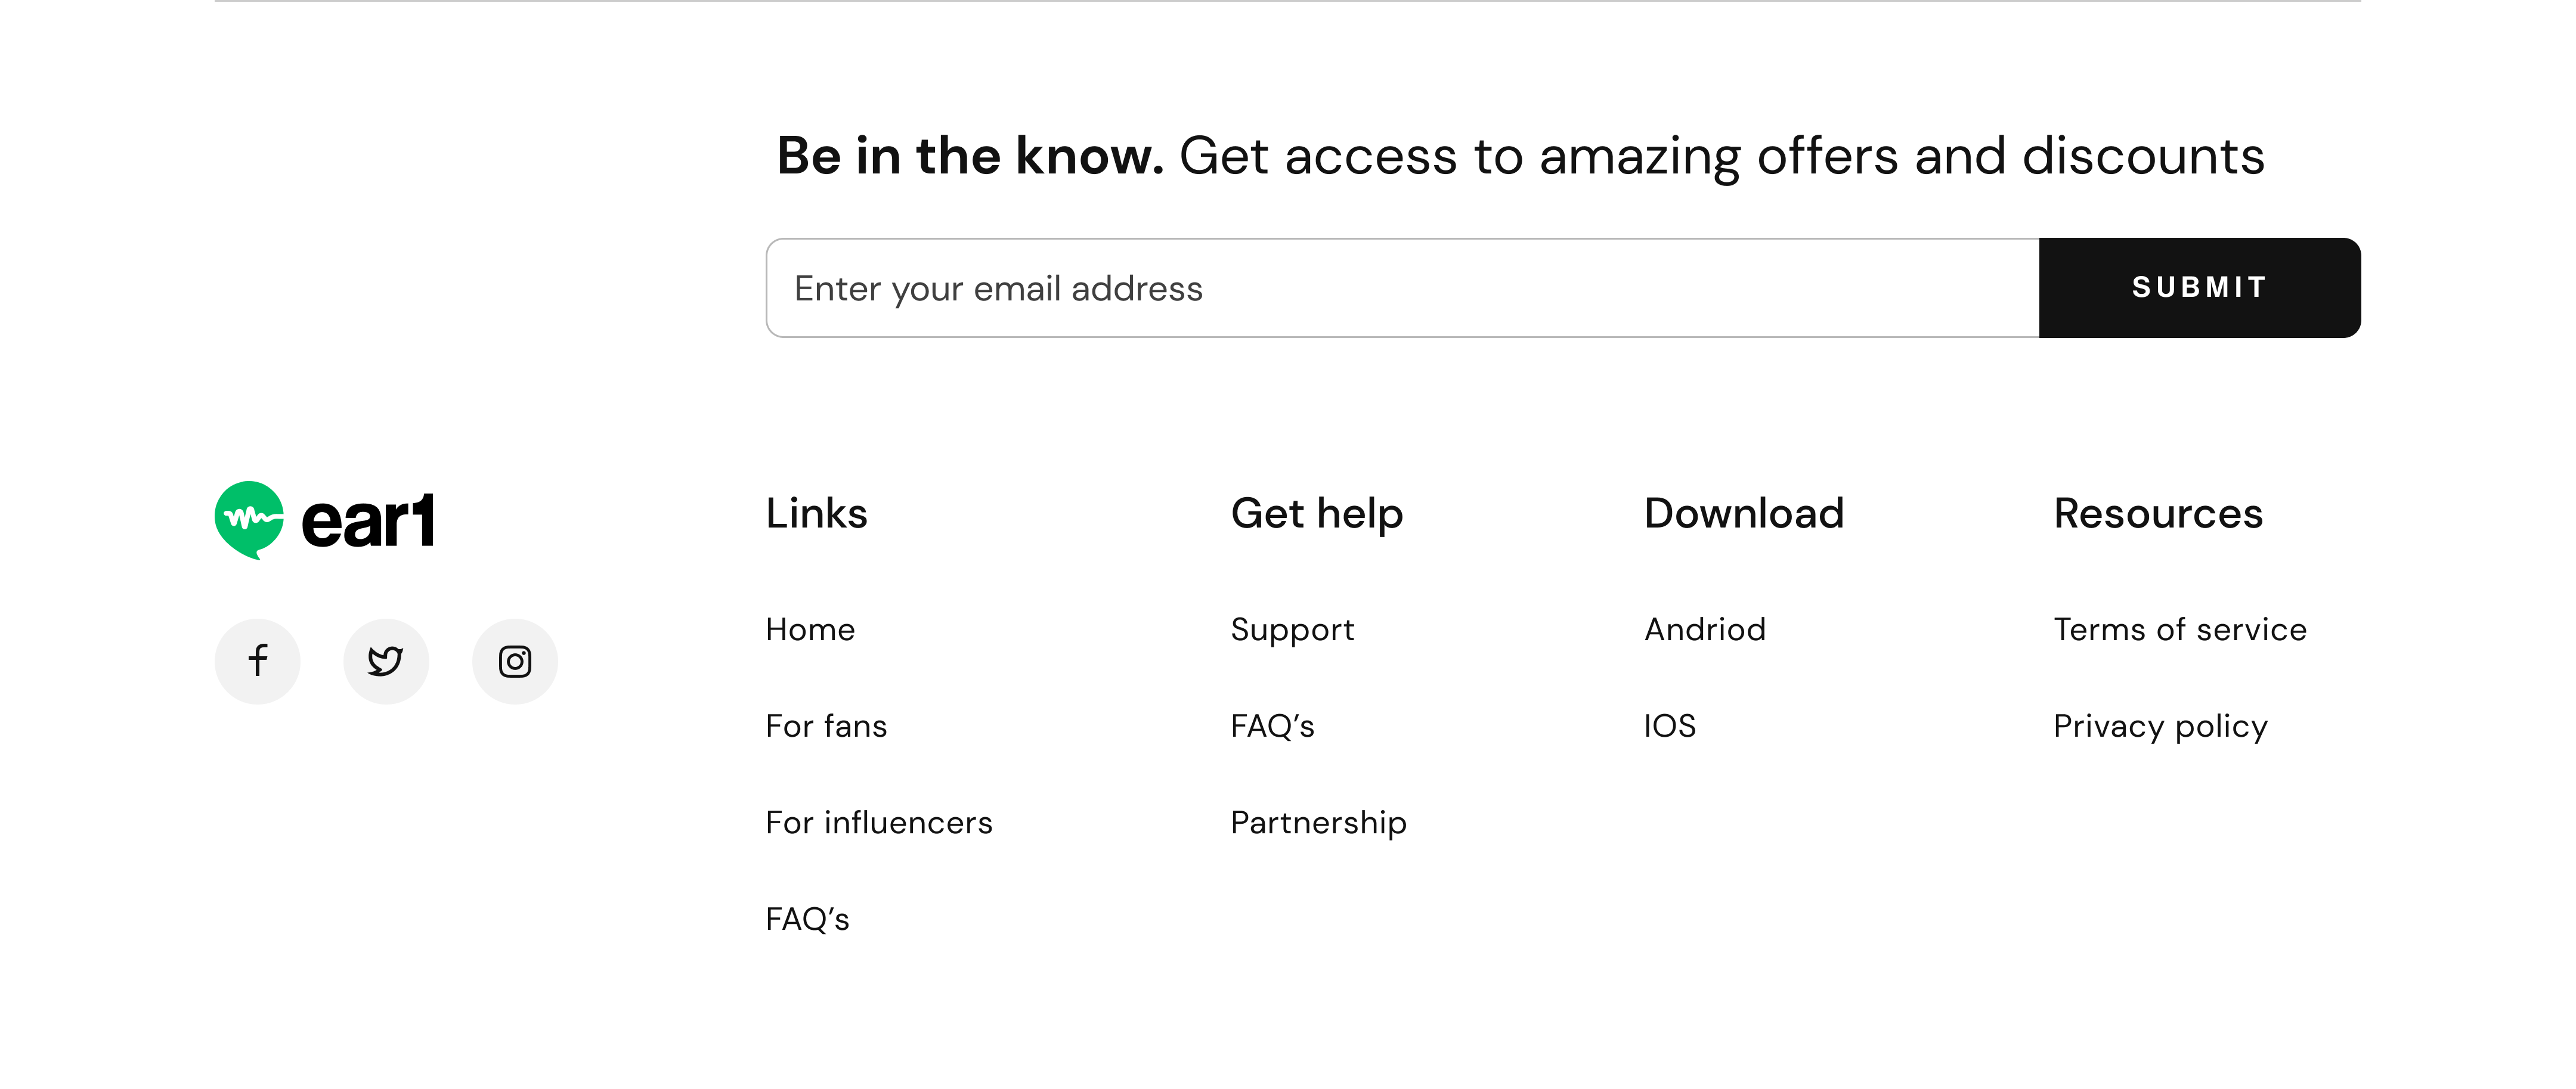 Be in the know. Get access to amazing offers and discounts
Enter your email address
SUBMIT
ear1
Links
Home
For fans
For influencers
FAQ’s
Get help
Support
FAQ’s
Partnership
Download
Andriod
IOS
Resources
Terms of service
Privacy policy